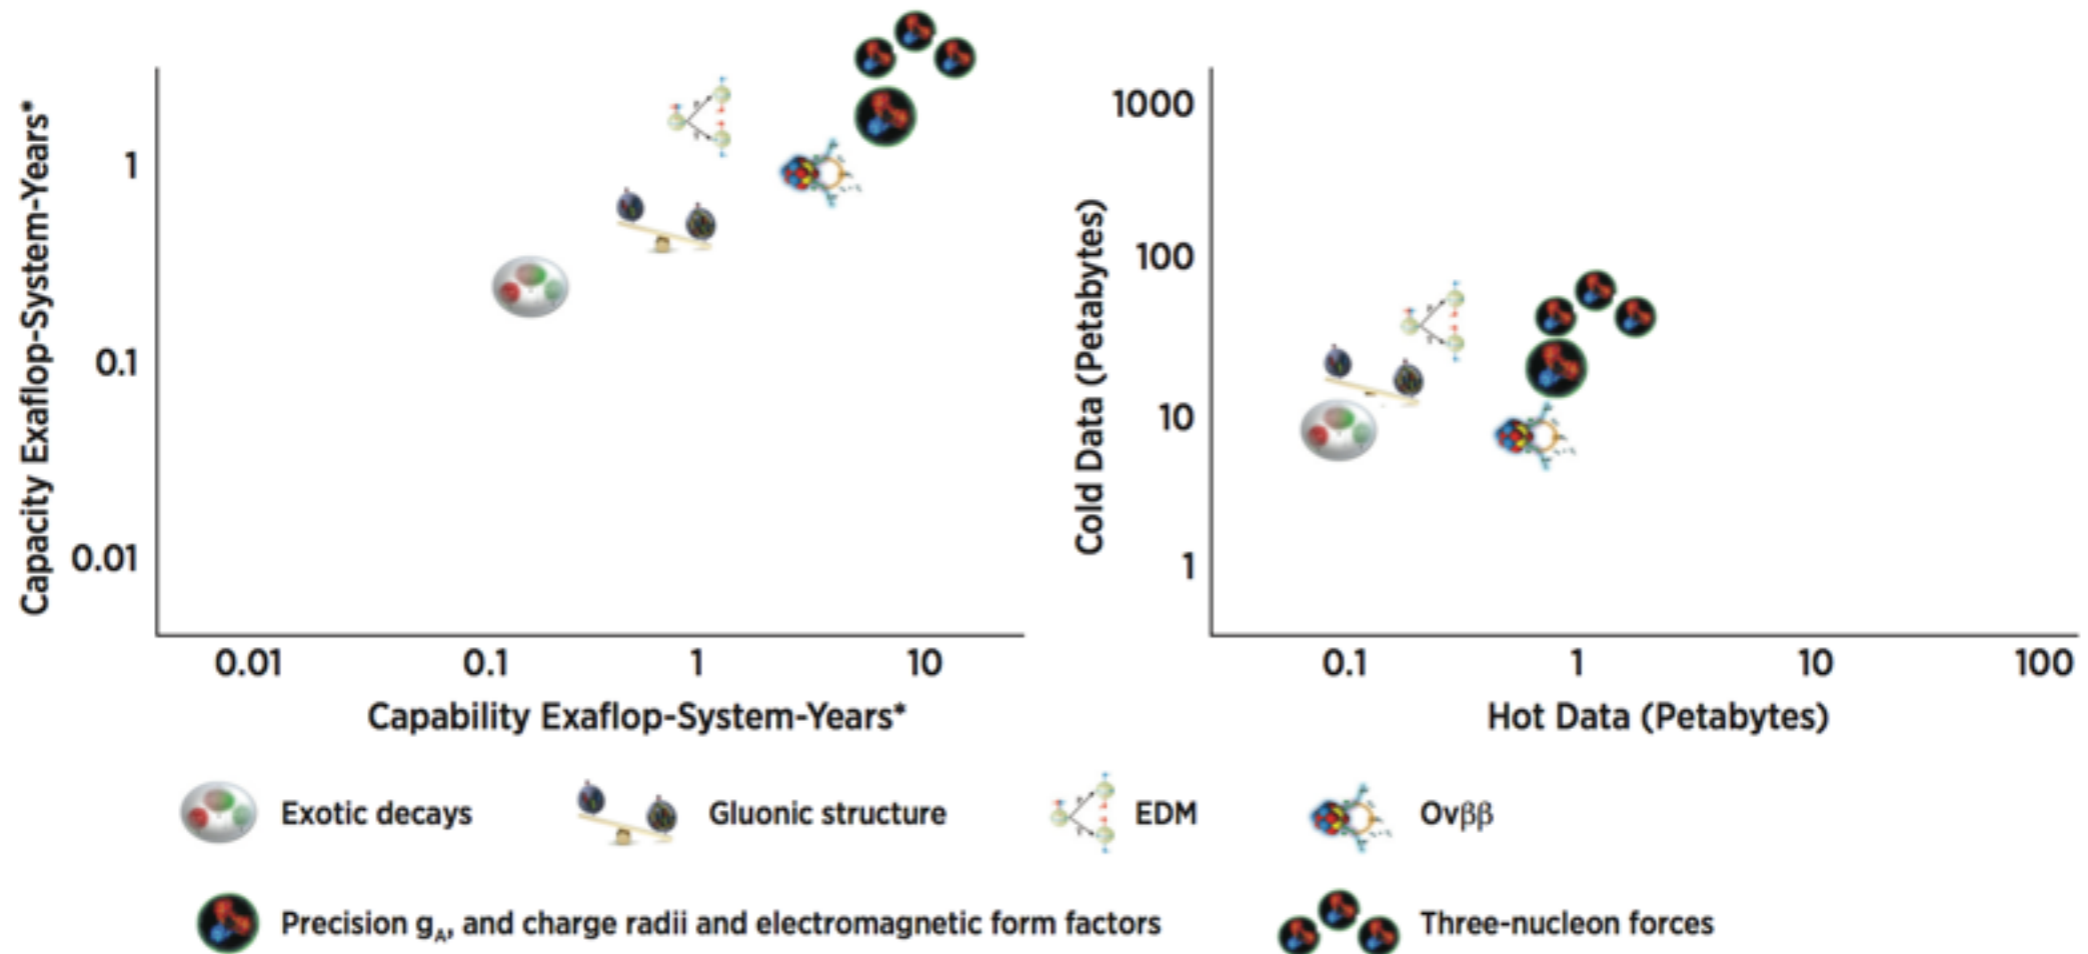 Capacity Exaflop-System-Years*
1
0.1
0.01
0.01 0.1 1 10
Capability Exaflop-System-Years*
Cold Data (Petabytes)
1000
100
10
1
0.1 1 10 100
Hot Data (Petabytes)
Exotic decays
Gluonic structure
EDM
Ovββ
Precision gA, and charge radii and electromagnetic form factors
Three-nucleon forces